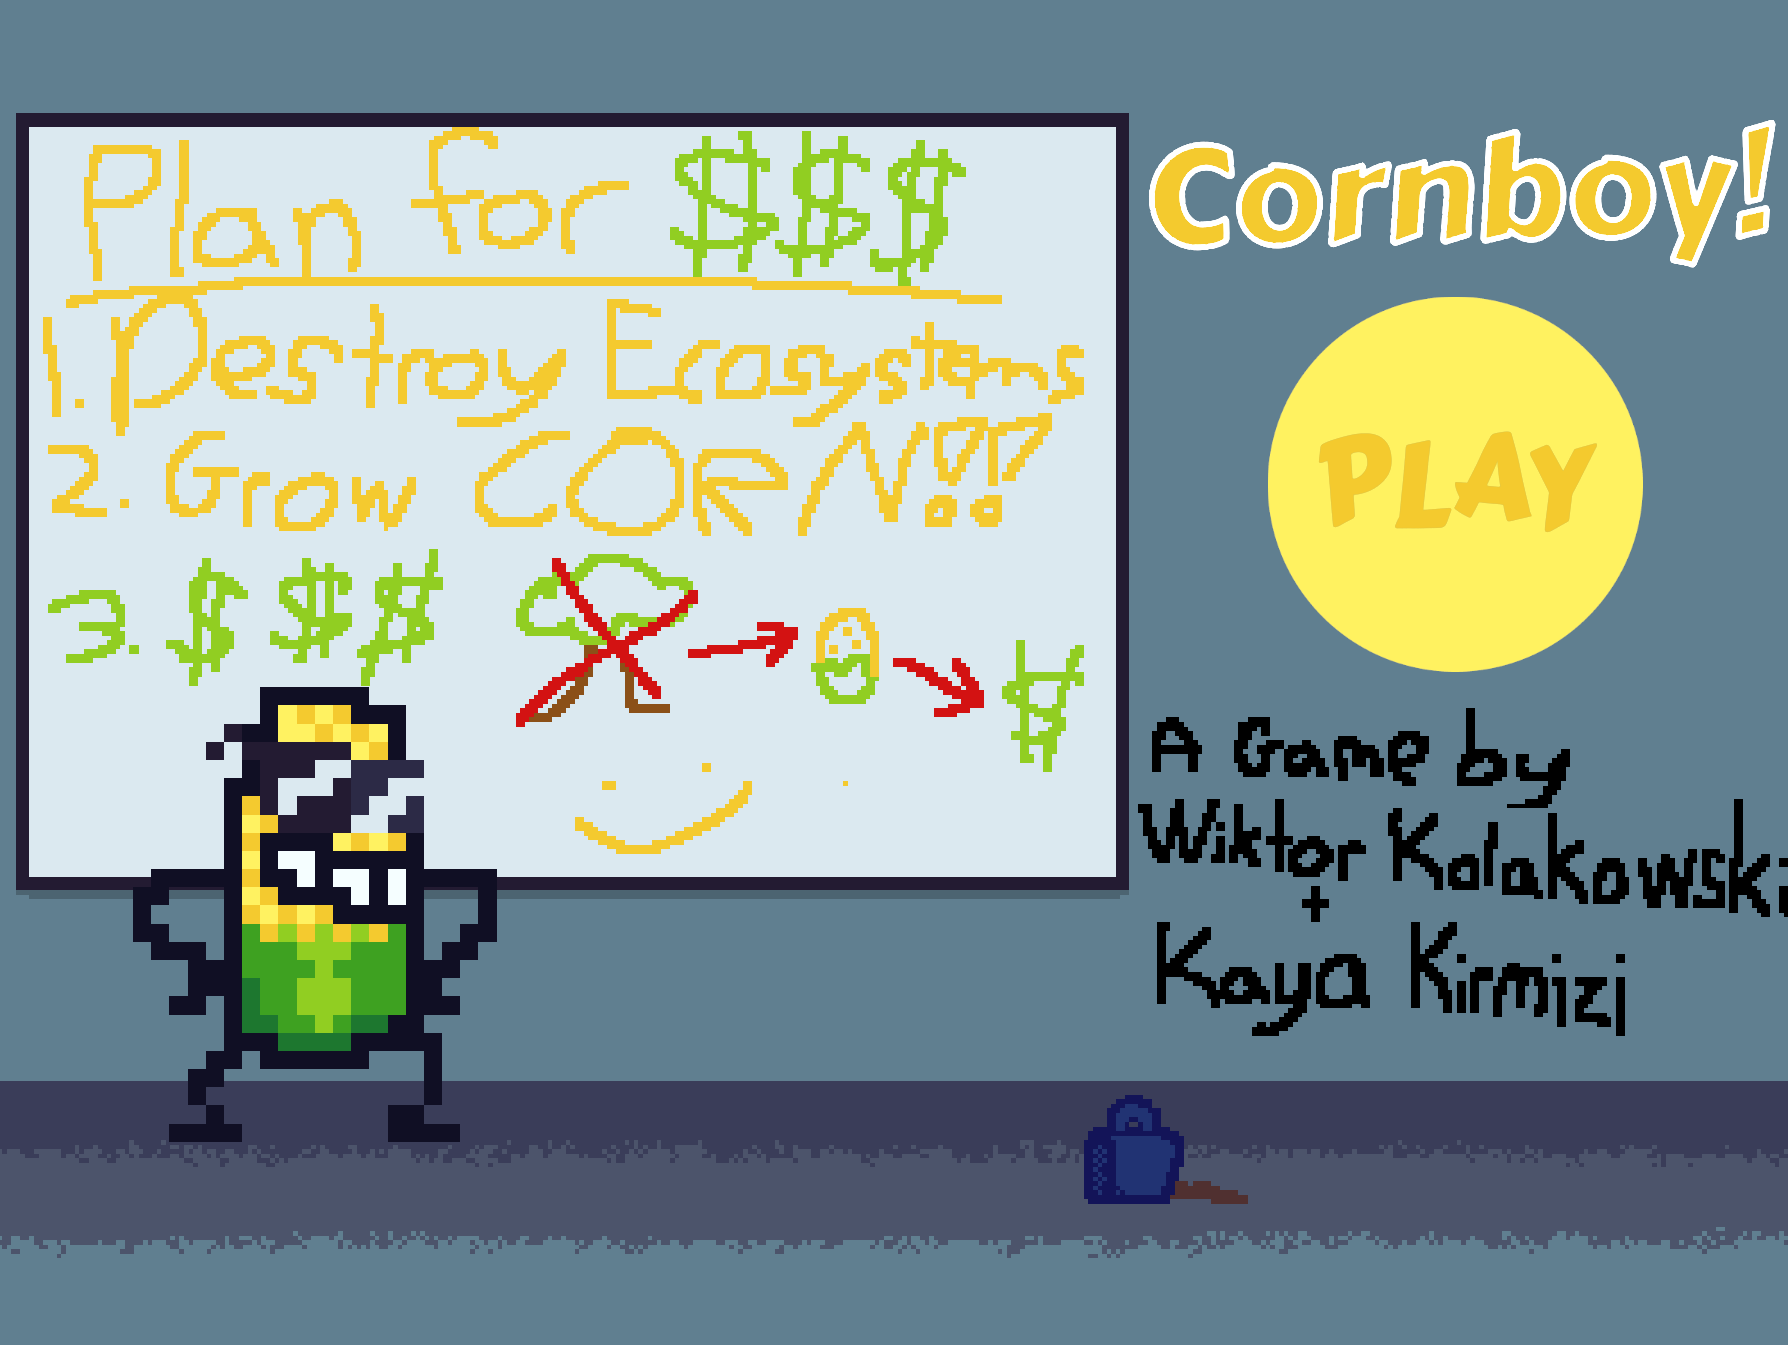 Plan for $$$
1. Destroy Ecosystems
2. Grow CORN!!
3. $ $ $
$
Cornboy!
PLAY
A Game by
Wiktor Kolakowski
+
Kaya Kirmizi